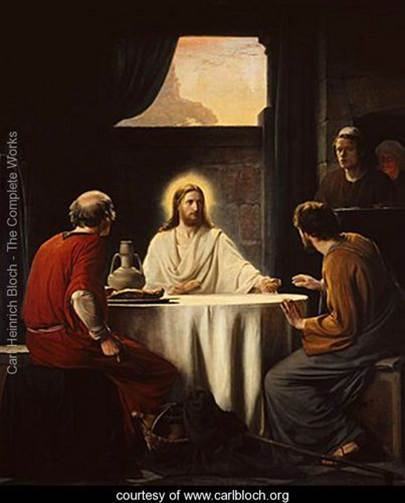 Carl Heinrich Bloch - The Complete Works
courtesy of www.carlbloch.org